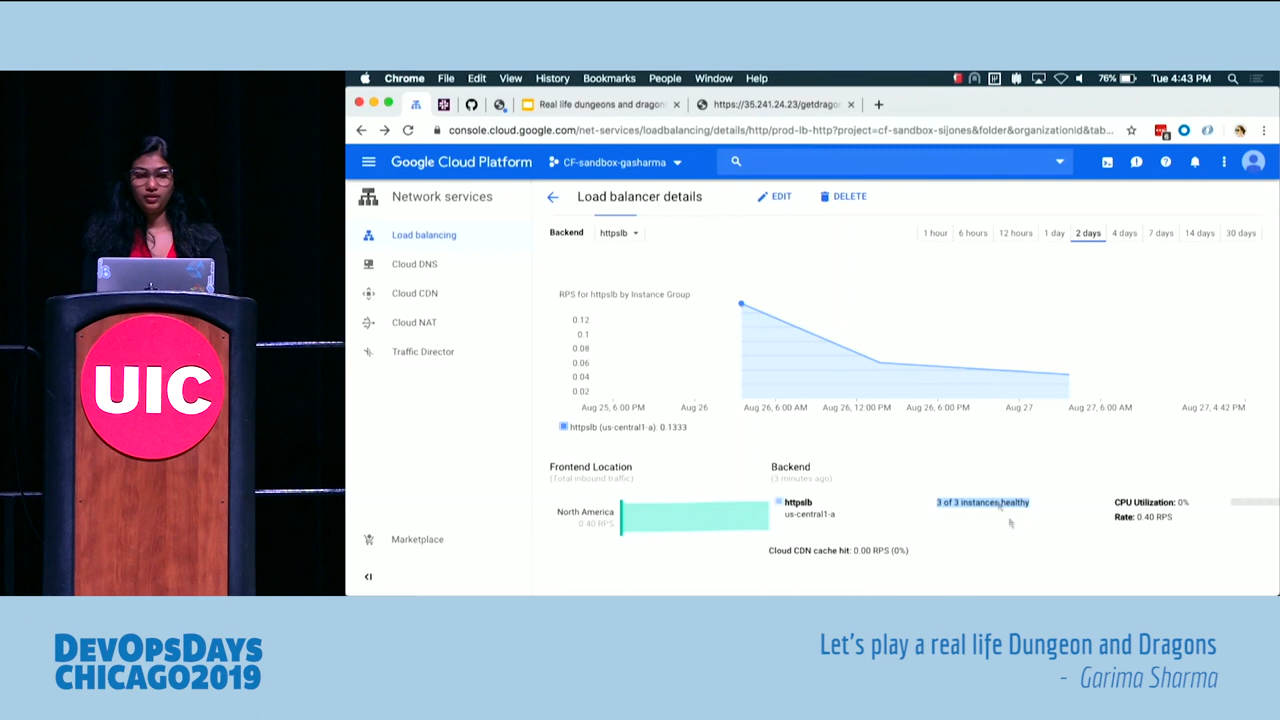 Chrome File Edit View History Bookmarks People Window Help 76% Tue 4:43 PM
Real life dungeons and dragon https://35.241.24.23/getdrago
console.cloud.google.com/net-services/loadbalancing/details/http/prod-lb-http?project=cf-sandbox-sijones&folder&organizationId&tab...
Google Cloud Platform CF-sandbox-gasharma
Network services Load balancer details EDIT DELETE
Load balancing
Cloud DNS
Cloud CDN
Cloud NAT
Traffic Director
Marketplace
Backend httpslb 1 hour 6 hours 12 hours 1 day 2 days 4 days 7 days 14 days 30 days
RPS for httpslb by Instance Group
0.12
0.1
0.08
0.06
0.04
0.02
Aug 25, 6:00 PM Aug 26 Aug 26, 6:00 AM Aug 26, 12:00 PM Aug 26, 6:00 PM Aug 27 Aug 27, 6:00 AM Aug 27, 4:42 PM
httpslb (us-central1-a): 0.1333
Frontend Location Backend
(Total inbound traffic) (3 minutes ago)
North America
0.40 RPS
httpslb 3 of 3 instances healthy CPU Utilization: 0%
us-central1-a Rate: 0.40 RPS
Cloud CDN cache hit: 0.00 RPS (0%)
UIC
DevOpsDays
CHICAGO2019
Let's play a real life Dungeon and Dragons
- Garima Sharma